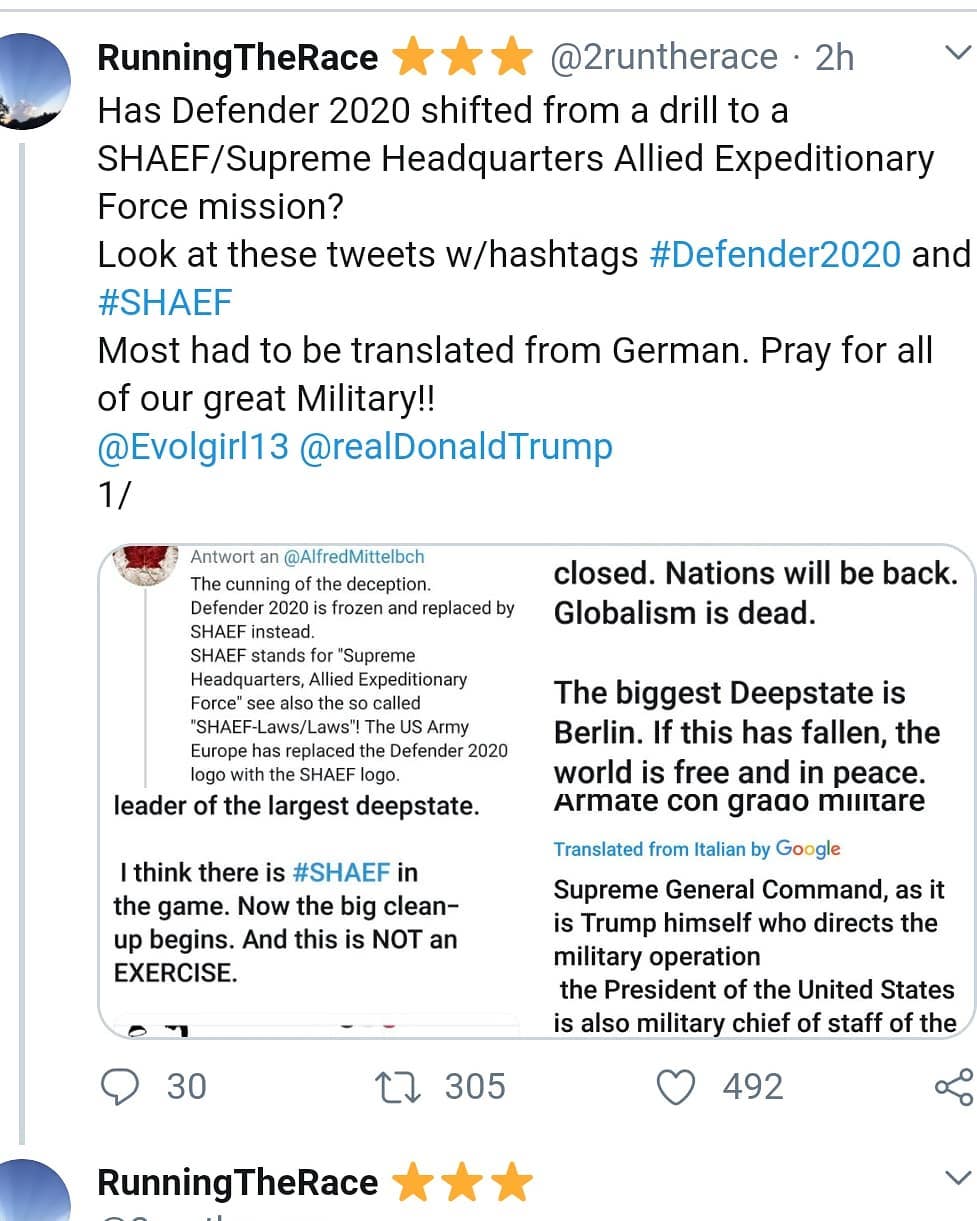 RunningTheRace ⭐⭐⭐ @2runtherace · 2h
Has Defender 2020 shifted from a drill to a
SHAEF/Supreme Headquarters Allied Expeditionary
Force mission?
Look at these tweets w/hashtags #Defender2020 and
#SHAEF
Most had to be translated from German. Pray for all
of our great Military!!
@Evolgirl13 @realDonaldTrump
1/
Antwort an @AlfredMittelbch
The cunning of the deception.
Defender 2020 is frozen and replaced by
SHAEF instead.
SHAEF stands for "Supreme
Headquarters, Allied Expeditionary
Force" see also the so called
"SHAEF-Laws/Laws"! The US Army
Europe has replaced the Defender 2020
logo with the SHAEF logo.
leader of the largest deepstate.
I think there is #SHAEF in
the game. Now the big clean-
up begins. And this is NOT an
EXERCISE.
closed. Nations will be back.
Globalism is dead.
The biggest Deepstate is
Berlin. If this has fallen, the
world is free and in peace.
Armate con grado militare
Translated from Italian by Google
Supreme General Command, as it
is Trump himself who directs the
military operation
the President of the United States
is also military chief of staff of the
30
305
492
RunningTheRace ⭐⭐⭐